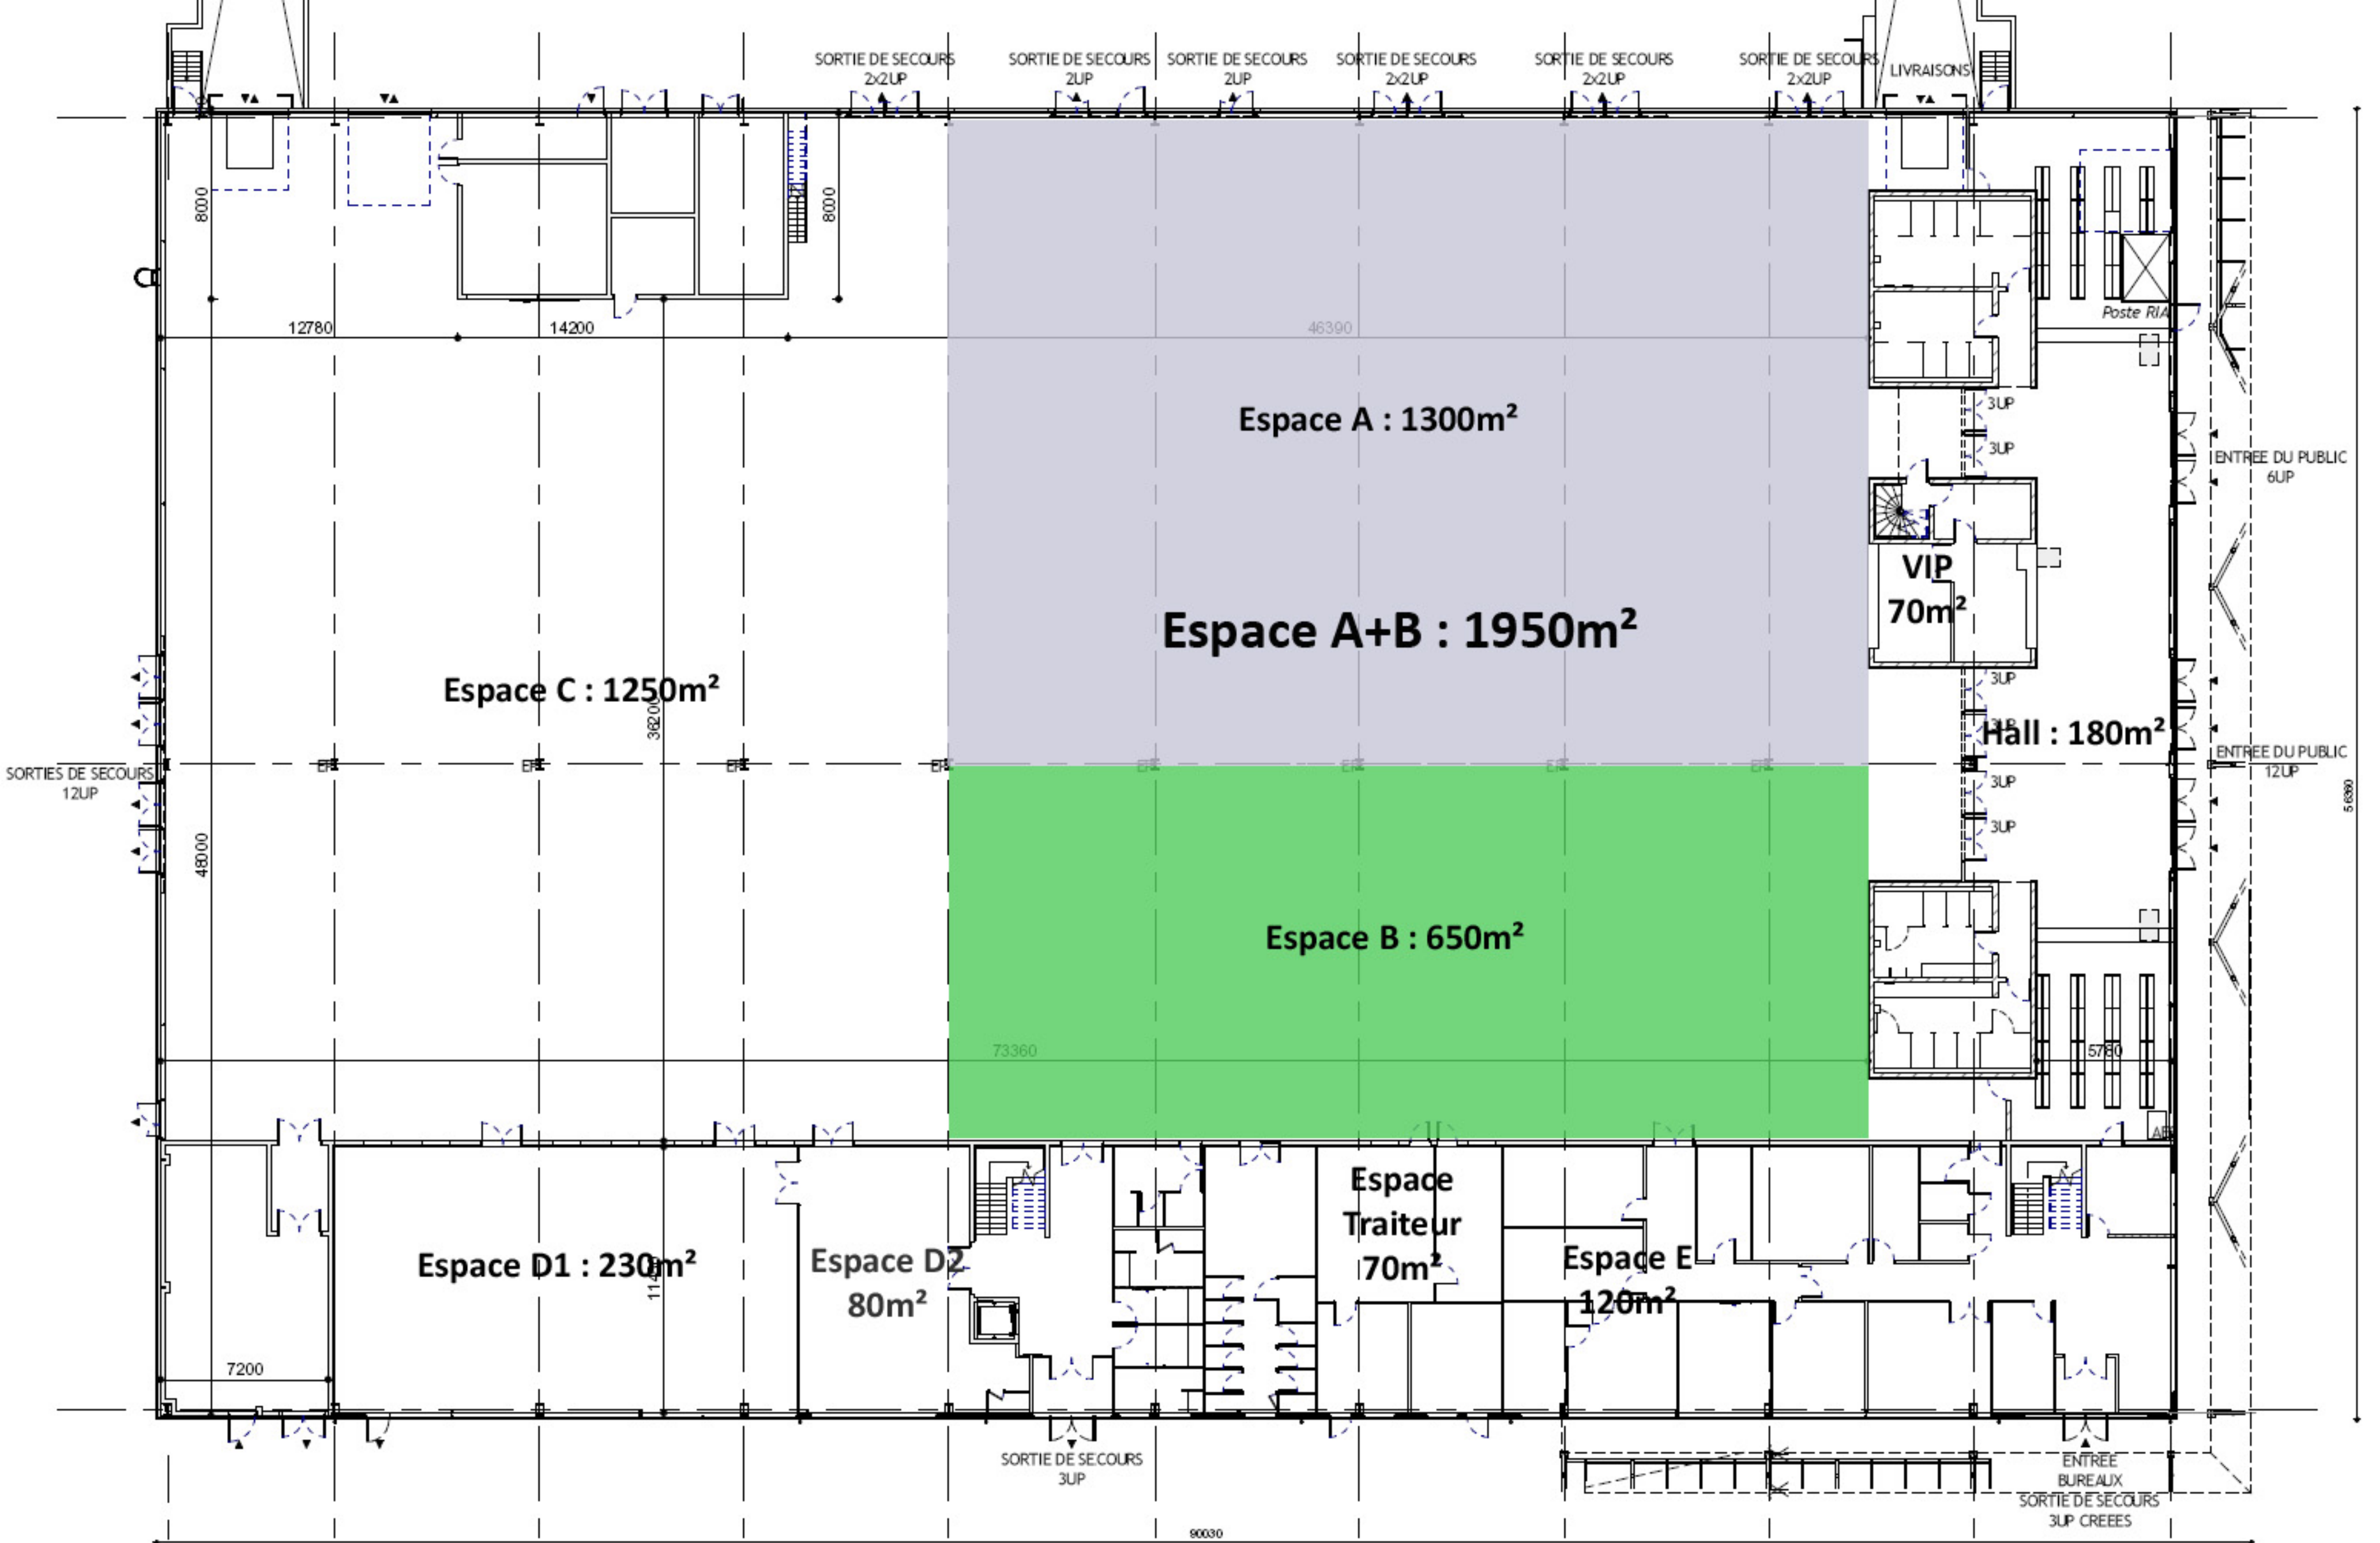 SORTIE DE SECOURS
2x2UP
SORTIE DE SECOURS
2UP
SORTIE DE SECOURS
2UP
SORTIE DE SECOURS
2x2UP
SORTIE DE SECOURS
2x2UP
SORTIE DE SECOURS
2x2UP
LIVRAISONS
8000
8000
Poste RIA
12780
14200
46390
Espace A : 1300m²
3UP
3UP
ENTREE DU PUBLIC
6UP
VIP
70m²
Espace A+B : 1950m²
Espace C : 1250m²
36200
3UP
3UP
Hall : 180m²
SORTIES DE SECOURS
12UP
ENTREE DU PUBLIC
12UP
3UP
3UP
56360
48000
Espace B : 650m²
73360
5780
Espace D1 : 230m²
Espace D2
80m²
Espace
Traiteur
70m²
Espace E
120m²
7200
SORTIE DE SECOURS
3UP
ENTREE
BUREAUX
SORTIE DE SECOURS
3UP CREEES
90030